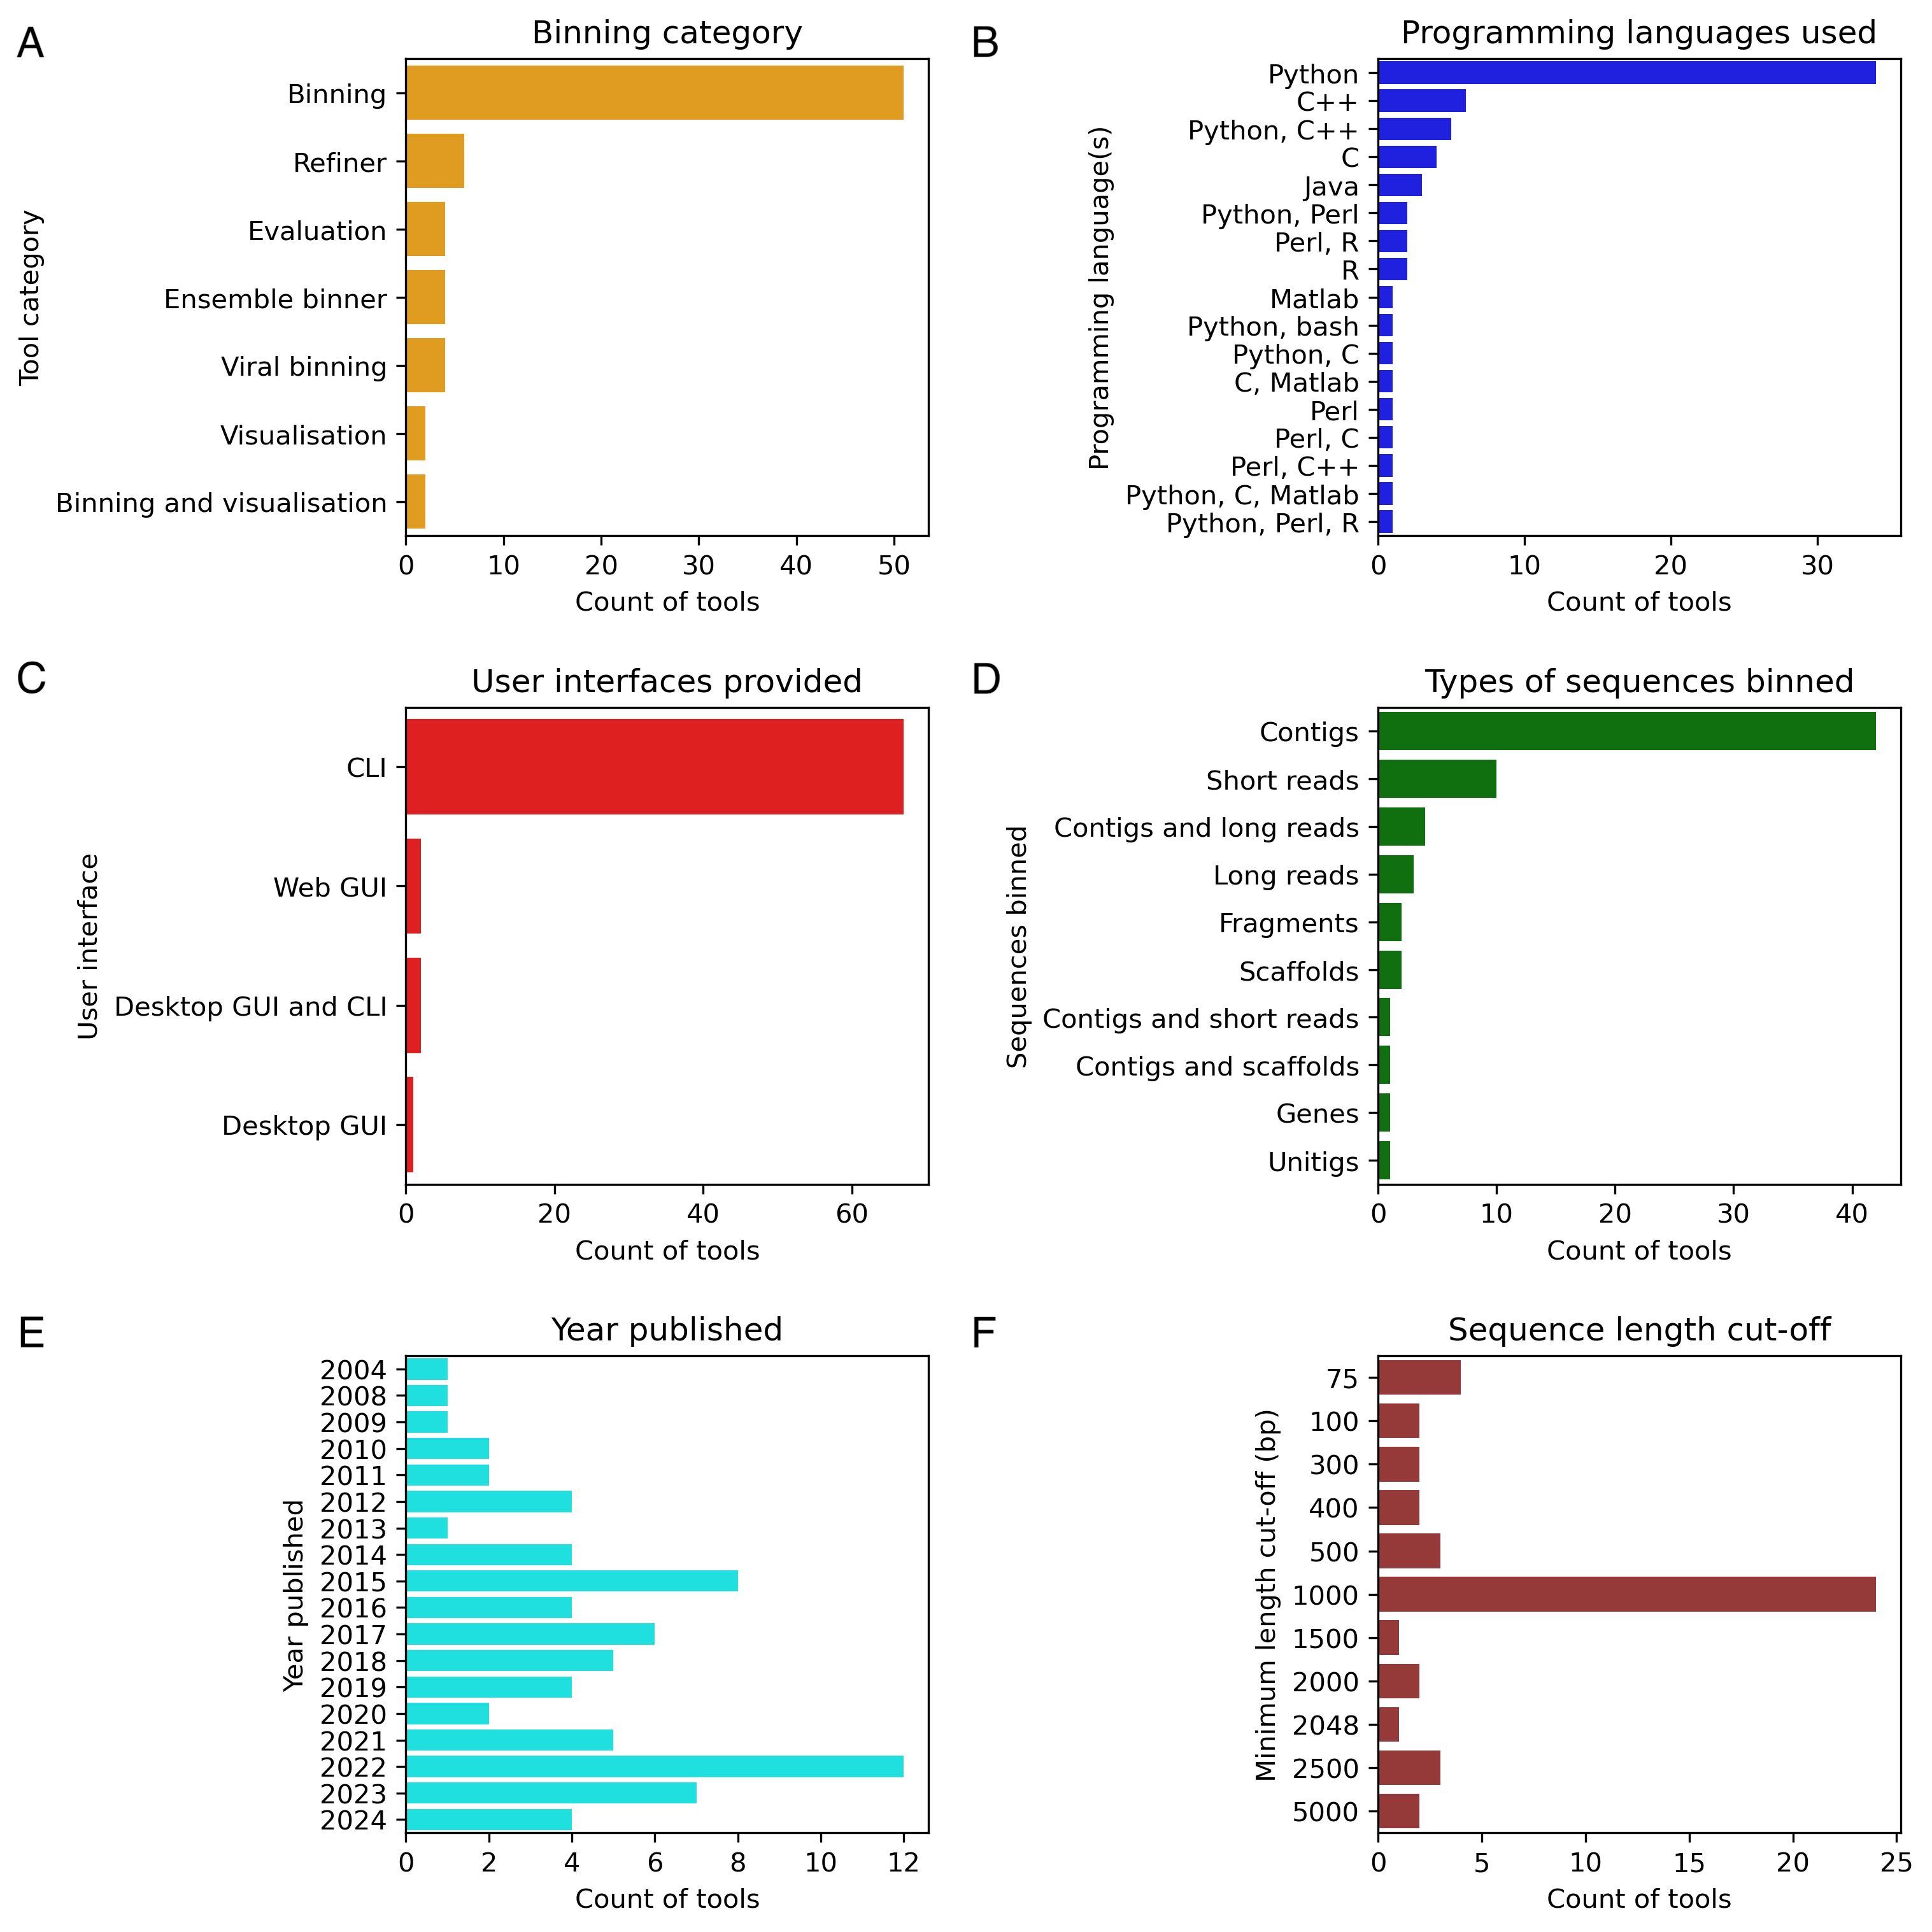 A
Binning category
Tool category
Binning
Refiner
Evaluation
Ensemble binner
Viral binning
Visualisation
Binning and visualisation
0 10 20 30 40 50
Count of tools
B
Programming languages used
Programming language(s)
Python
C++
Python, C++
C
Java
Python, Perl
Perl, R
R
Matlab
Python, bash
Python, C
C, Matlab
Perl
Perl, C
Perl, C++
Python, C, Matlab
Python, Perl, R
0 10 20 30
Count of tools
C
User interfaces provided
User interface
CLI
Web GUI
Desktop GUI and CLI
Desktop GUI
0 20 40 60
Count of tools
D
Types of sequences binned
Sequences binned
Contigs
Short reads
Contigs and long reads
Long reads
Fragments
Scaffolds
Contigs and short reads
Contigs and scaffolds
Genes
Unitigs
0 10 20 30 40
Count of tools
E
Year published
Year published
2004
2008
2009
2010
2011
2012
2013
2014
2015
2016
2017
2018
2019
2020
2021
2022
2023
2024
0 2 4 6 8 10 12
Count of tools
F
Sequence length cut-off
Minimum length cut-off (bp)
75
100
300
400
500
1000
1500
2000
2048
2500
5000
0 5 10 15 20 25
Count of tools